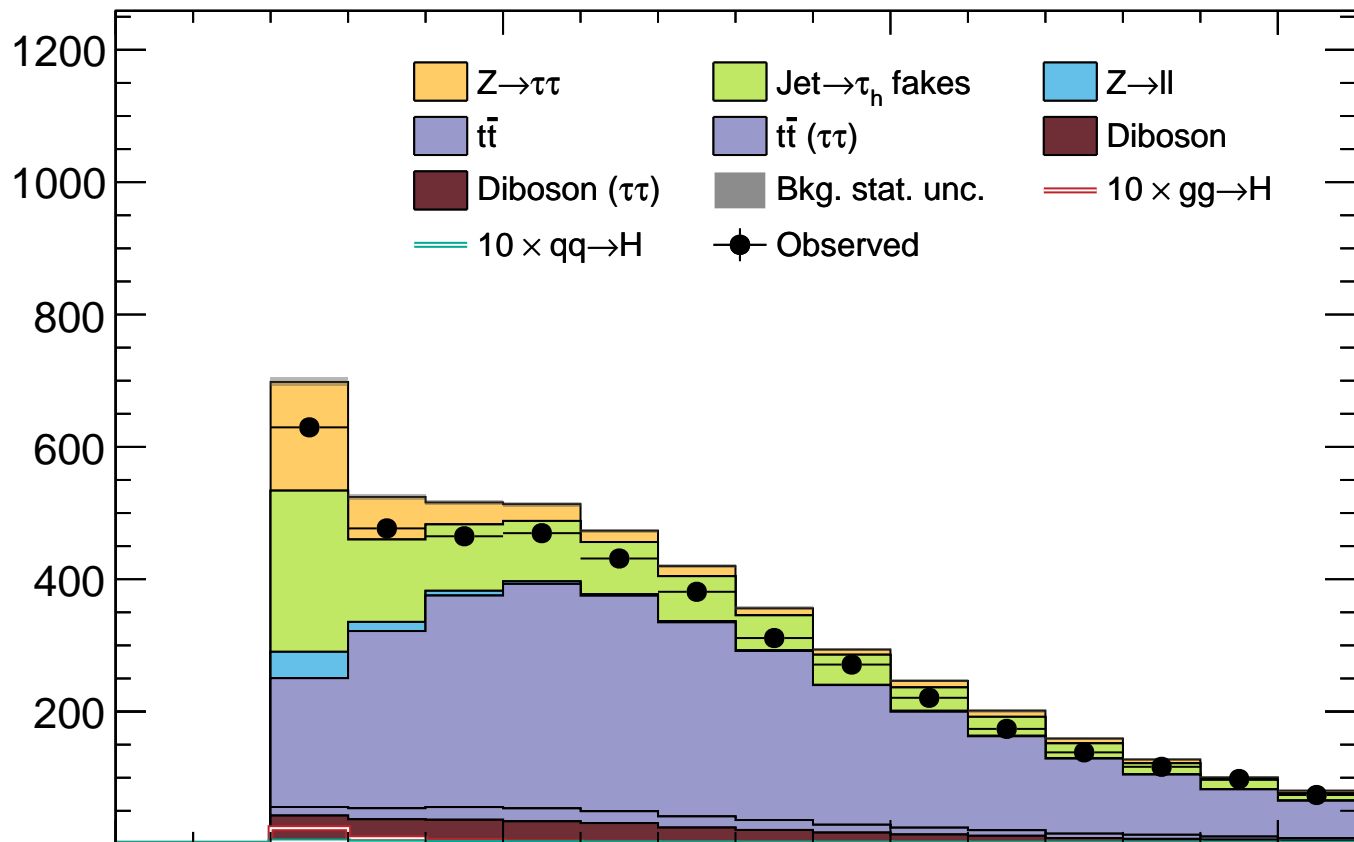 1200
Z→ττ Jet→τh fakes Z→ll
tt̄ tt̄ (ττ) Diboson
1000
Diboson (ττ) Bkg. stat. unc. 10 × gg→H
10 × qq→H Observed
800
600
400
200